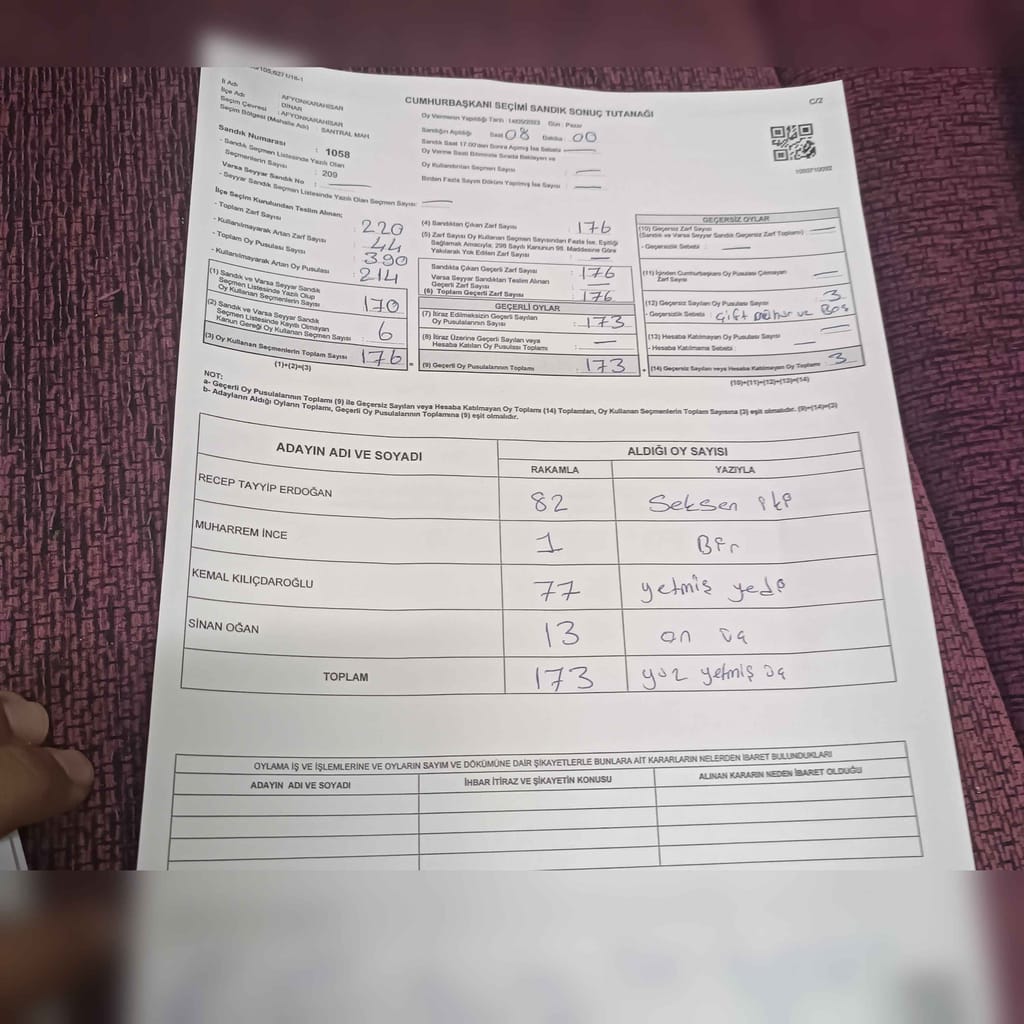 C/2
CUMHURBAŞKANI SEÇİMİ SANDIK SONUÇ TUTANAĞI
İl Adı : AFYONKARAHİSAR
İlçe Adı : DİNAR
Seçim Çevresi : AFYONKARAHİSAR
Seçim Bölgesi (Mahalle Adı) : SANTRAL MAH
Oy Vermenin Yapıldığı Tarih : 14/05/2023 Gün : Pazar
Sandığın Açıldığı Saat 08 Dakika : 00
Sandık Saat 17.00'den Sonra Açılmış İse Sebebi
Oy Verme Saati Bitiminde Sırada Bekleyen ve
Oy Kullandırılan Seçmen Sayısı :
Birden Fazla Sayım Döküm Yapılmış İse Sayısı :
Sandık Numarası : 1058
- Sandık Seçmen Listesinde Yazılı Olan
Seçmenlerin Sayısı : 209
Varsa Seyyar Sandık No :
- Seyyar Sandık Seçmen Listesinde Yazılı Olan Seçmen Sayısı:
İlçe Seçim Kurulundan Teslim Alınan;
- Toplam Zarf Sayısı : 220
- Kullanılmayarak Artan Zarf Sayısı : 44
- Toplam Oy Pusulası Sayısı : 390
- Kullanılmayarak Artan Oy Pusulası : 214
(1) Sandık ve Varsa Seyyar Sandık
Seçmen Listesinde Yazılı Olup
Oy Kullanan Seçmenlerin Sayısı : 170
(2) Sandık ve Varsa Seyyar Sandık
Seçmen Listesinde Kayıtlı Olmayan
Kanun Gereği Oy Kullanan Seçmen Sayısı : 6
(3) Oy Kullanan Seçmenlerin Toplam Sayısı : 176
(1)+(2)=(3)
(4) Sandıktan Çıkan Zarf Sayısı : 176
(5) Zarf Sayısı Oy Kullanan Seçmen Sayısından Fazla İse, Eşitliği
Sağlamak Amacıyla, 298 Sayılı Kanunun 98. Maddesine Göre
Yakılarak Yok Edilen Zarf Sayısı :
Sandıkta Çıkan Geçerli Zarf Sayısı : 176
Varsa Seyyar Sandıktan Teslim Alınan
Geçerli Zarf Sayısı :
(6) Toplam Geçerli Zarf Sayısı : 176
GEÇERLİ OYLAR
(7) İtiraz Edilmeksizin Geçerli Sayılan
Oy Pusulalarının Sayısı : 173
(8) İtiraz Üzerine Geçerli Sayılan veya
Hesaba Katılan Oy Pusulası Toplamı :
(9) Geçerli Oy Pusulalarının Toplamı : 173
GEÇERSİZ OYLAR
(10) Geçersiz Zarf Sayısı
(Sandık ve Varsa Seyyar Sandık Geçersiz Zarf Toplamı) :
- Geçersizlik Sebebi :
(11) İçinden Cumhurbaşkanı Oy Pusulası Çıkmayan
Zarf Sayısı
(12) Geçersiz Sayılan Oy Pusulası Sayısı : 3
- Geçersizlik Sebebi : Çift Mühür ve Boş
(13) Hesaba Katılmayan Oy Pusulası Sayısı :
- Hesaba Katılmama Sebebi :
(14) Geçersiz Sayılan veya Hesaba Katılmayan Oy Toplamı : 3
(10)+(11)+(12)+(13)=(14)
NOT:
a- Geçerli Oy Pusulalarının Toplamı (9) ile Geçersiz Sayılan veya Hesaba Katılmayan Oy Toplamı (14) Toplamları, Oy Kullanan Seçmenlerin Toplam Sayısına (3) eşit olmalıdır. (9)+(14)=(3)
b- Adayların Aldığı Oyların Toplamı, Geçerli Oy Pusulalarının Toplamına (9) eşit olmalıdır.
ADAYIN ADI VE SOYADI ALDIĞI OY SAYISI
RAKAMLA YAZIYLA
RECEP TAYYİP ERDOĞAN 82 Seksen iki
MUHARREM İNCE 1 Bir
KEMAL KILIÇDAROĞLU 77 yetmiş yedi
SİNAN OĞAN 13 on üç
TOPLAM 173 yüz yetmiş üç
OYLAMA İŞ VE İŞLEMLERİNE VE OYLARIN SAYIM VE DÖKÜMÜNE DAİR ŞİKAYETLERLE BUNLARA AİT KARARLARIN NELERDEN İBARET BULUNDUKLARI
ADAYIN ADI VE SOYADI İHBAR İTİRAZ VE ŞİKAYETİN KONUSU ALINAN KARARIN NEDEN İBARET OLDUĞU